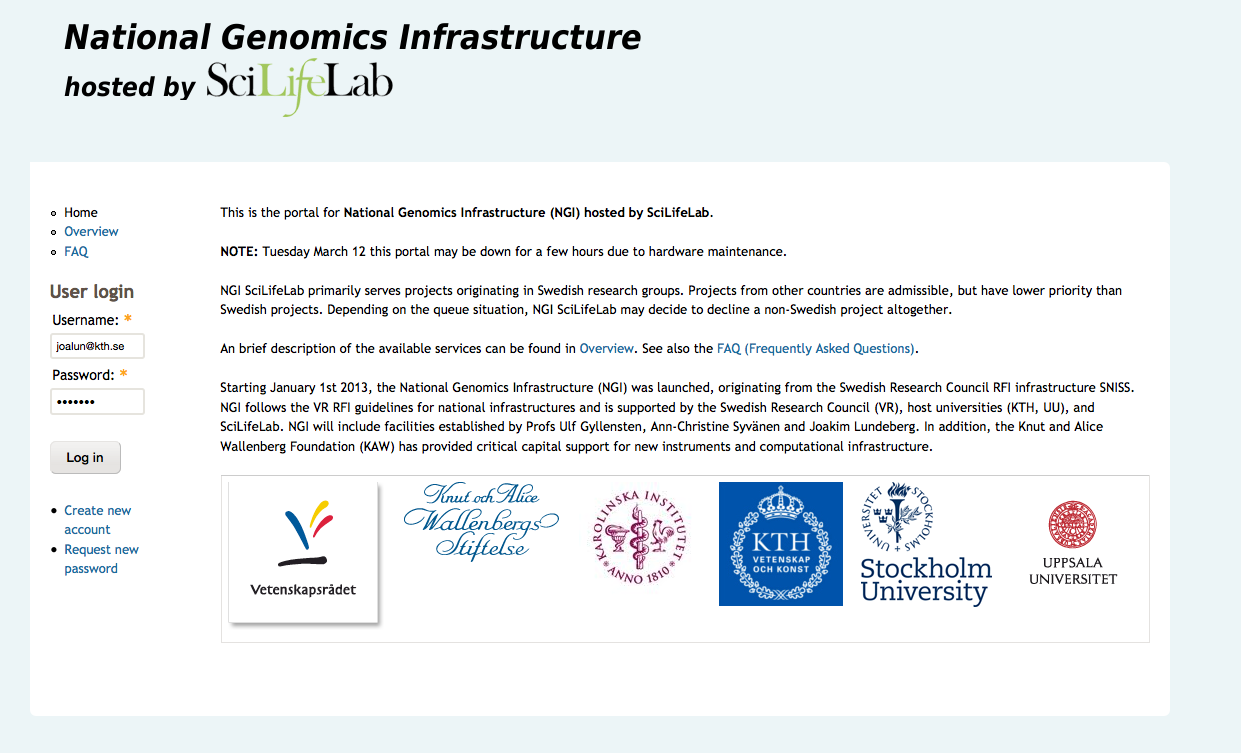 National Genomics Infrastructure
hosted by SciLifeLab
Home
Overview
FAQ
User login
Username: *
joalun@kth.se
Password: *
•••••••
Log in
Create new
account
Request new
password
This is the portal for National Genomics Infrastructure (NGI) hosted by SciLifeLab.
NOTE: Tuesday March 12 this portal may be down for a few hours due to hardware maintenance.
NGI SciLifeLab primarily serves projects originating in Swedish research groups. Projects from other countries are admissible, but have lower priority than
Swedish projects. Depending on the queue situation, NGI SciLifeLab may decide to decline a non-Swedish project altogether.
An brief description of the available services can be found in Overview. See also the FAQ (Frequently Asked Questions).
Starting January 1st 2013, the National Genomics Infrastructure (NGI) was launched, originating from the Swedish Research Council RFI infrastructure SNISS.
NGI follows the VR RFI guidelines for national infrastructures and is supported by the Swedish Research Council (VR), host universities (KTH, UU), and
SciLifeLab. NGI will include facilities established by Profs Ulf Gyllensten, Ann-Christine Syvänen and Joakim Lundeberg. In addition, the Knut and Alice
Wallenberg Foundation (KAW) has provided critical capital support for new instruments and computational infrastructure.
Vetenskapsrådet
Knut och Alice
Wallenbergs
Stiftelse
KAROLINSKA INSTITUTET
ANNO 1810
KTH
VETENSKAP
OCH KONST
STOCKHOLMS UNIVERSITET
Stockholm
University
UPPSALA
UNIVERSITET